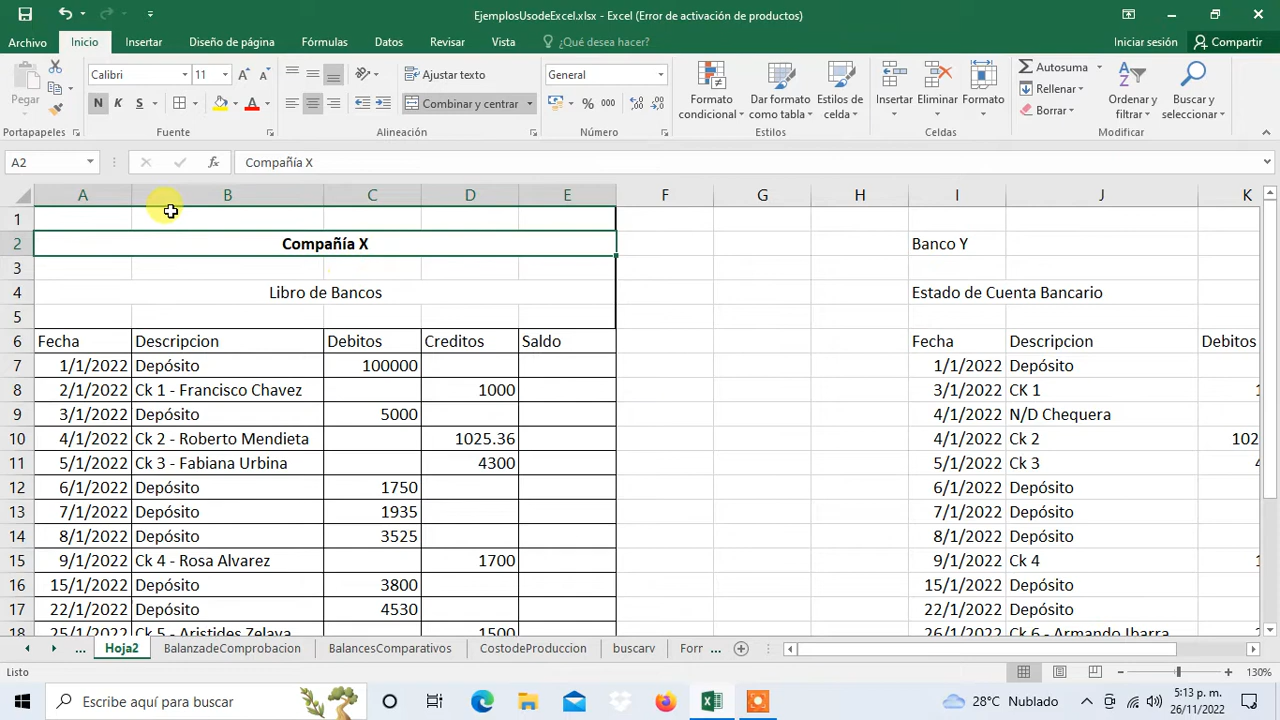 EjemplosUsodeExcel.xlsx - Excel (Error de activación de productos)
Archivo Inicio Insertar Diseño de página Fórmulas Datos Revisar Vista ¿Qué desea hacer? Iniciar sesión Compartir
Pegar
Portapapeles
Calibri 11
N K S
Fuente
Ajustar texto
Combinar y centrar
Alineación
General
% 000
Número
Formato condicional
Dar formato como tabla
Estilos de celda
Estilos
Insertar Eliminar Formato
Celdas
Autosuma
Rellenar
Borrar
Ordenar y filtrar
Buscar y seleccionar
Modificar
A2 fx Compañía X
A B C D E F G H I J K
1
2 Compañía X Banco Y
3
4 Libro de Bancos Estado de Cuenta Bancario
5
6 Fecha Descripcion Debitos Creditos Saldo Fecha Descripcion Debitos
7 1/1/2022 Depósito 100000 1/1/2022 Depósito
8 2/1/2022 Ck 1 - Francisco Chavez 1000 3/1/2022 CK 1
9 3/1/2022 Depósito 5000 4/1/2022 N/D Chequera
10 4/1/2022 Ck 2 - Roberto Mendieta 1025.36 4/1/2022 Ck 2 102
11 5/1/2022 Ck 3 - Fabiana Urbina 4300 5/1/2022 Ck 3
12 6/1/2022 Depósito 1750 6/1/2022 Depósito
13 7/1/2022 Depósito 1935 7/1/2022 Depósito
14 8/1/2022 Depósito 3525 8/1/2022 Depósito
15 9/1/2022 Ck 4 - Rosa Alvarez 1700 9/1/2022 Ck 4
16 15/1/2022 Depósito 3800 15/1/2022 Depósito
17 22/1/2022 Depósito 4530 22/1/2022 Depósito
18 25/1/2022 Ck 5 - Aristides Zelaya 1500 26/1/2022 Ck 6 - Armando Ibarra
... Hoja2 BalanzadeComprobacion BalancesComparativos CostodeProduccion buscarv Forr ...
Listo 130%
Escribe aquí para buscar 28°C Nublado 5:13 p. m.
26/11/2022